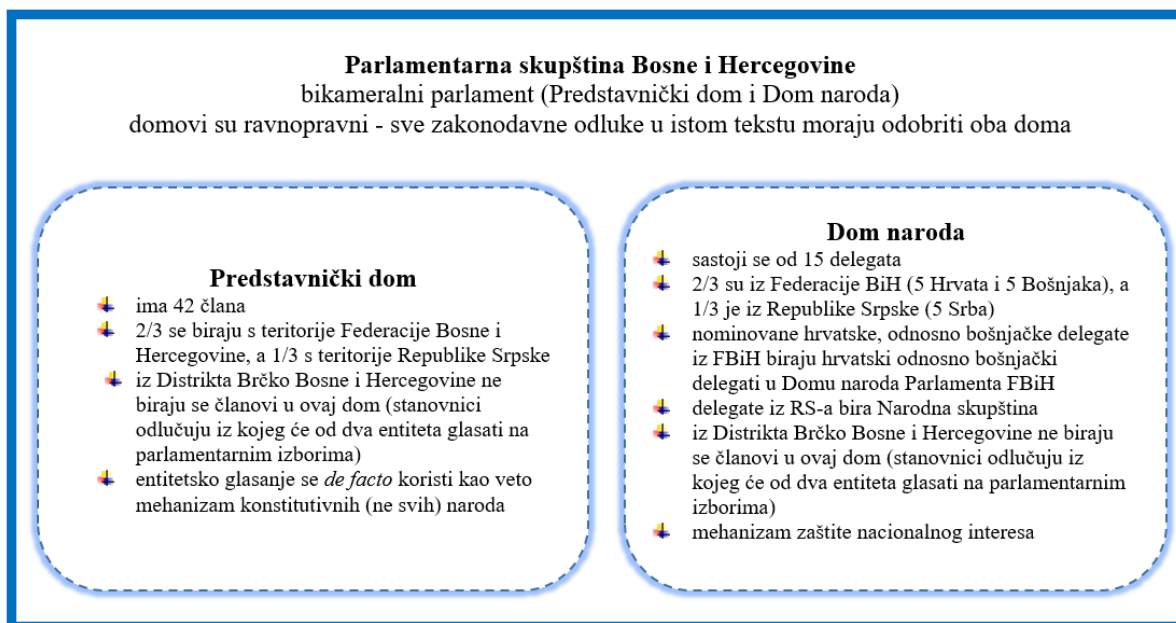 Parlamentarna skupština Bosne i Hercegovine
bikameralni parlament (Predstavnički dom i Dom naroda)
domovi su ravnopravni - sve zakonodavne odluke u istom tekstu moraju odobriti oba doma
Predstavnički dom
ima 42 člana
2/3 se biraju s teritorije Federacije Bosne i
Hercegovine, a 1/3 s teritorije Republike Srpske
iz Distrikta Brčko Bosne i Hercegovine ne
biraju se članovi u ovaj dom (stanovnici
odlučuju iz kojeg će od dva entiteta glasati na
parlamentarnim izborima)
entitetsko glasanje se de facto koristi kao veto
mehanizam konstitutivnih (ne svih) naroda
Dom naroda
sastoji se od 15 delegata
2/3 su iz Federacije BiH (5 Hrvata i 5 Bošnjaka), a
1/3 je iz Republike Srpske (5 Srba)
nominovane hrvatske, odnosno bošnjačke delegate
iz FBiH biraju hrvatski odnosno bošnjački
delegati u Domu naroda Parlamenta FBiH
delegate iz RS-a bira Narodna skupština
iz Distrikta Brčko Bosne i Hercegovine ne biraju
se članovi u ovaj dom (stanovnici odlučuju iz
kojeg će od dva entiteta glasati na parlamentarnim
izborima)
mehanizam zaštite nacionalnog interesa